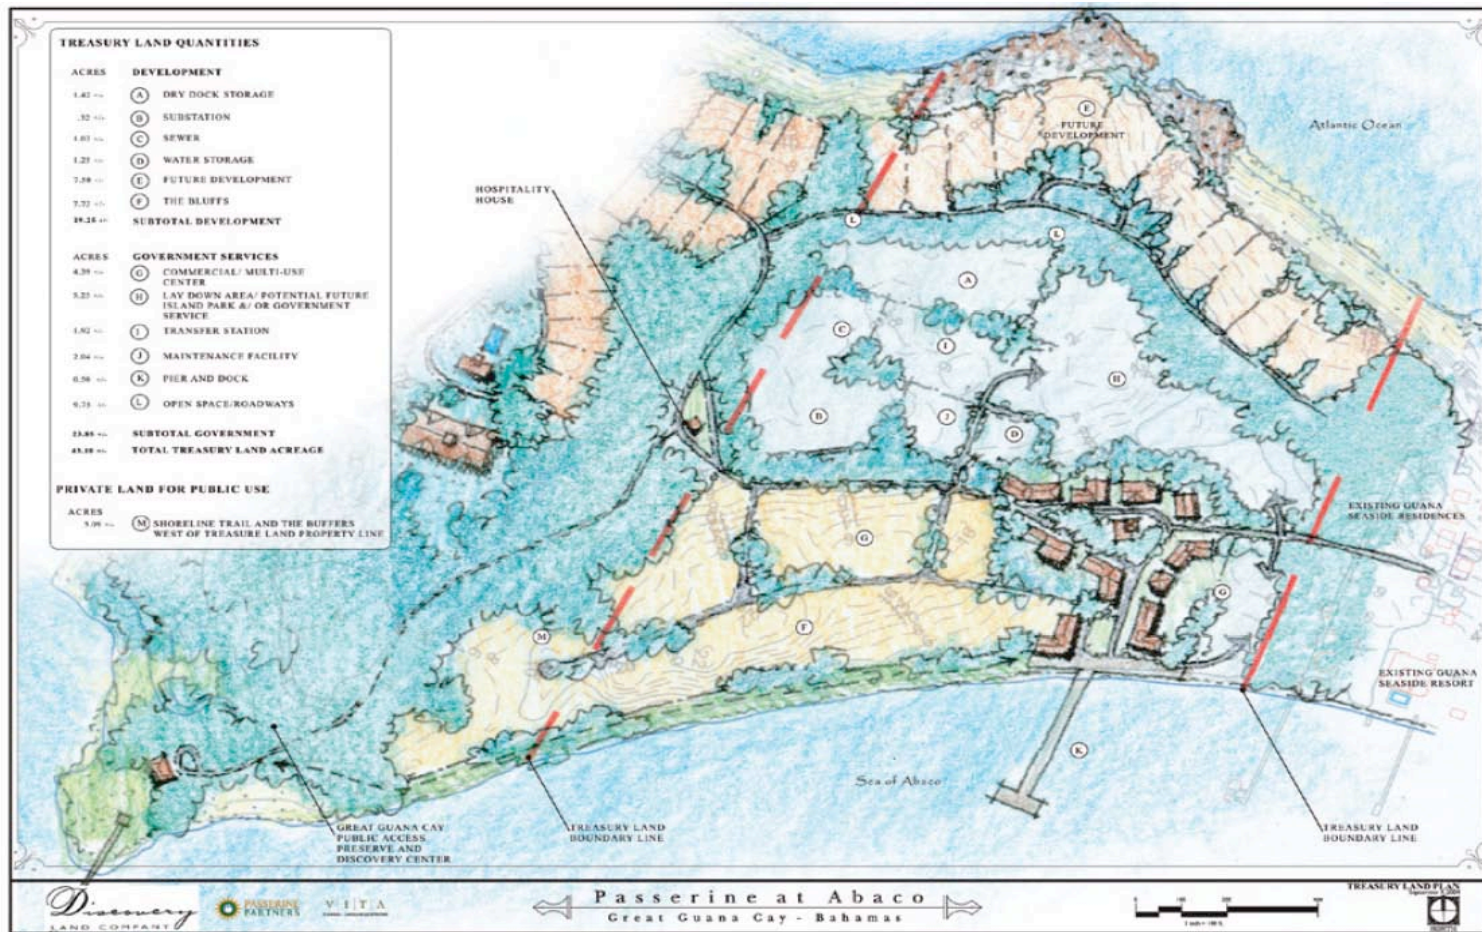 TREASURY LAND QUANTITIES
ACRES DEVELOPMENT
A DRY DOCK STORAGE
B SUBSTATION
C SEWER
D WATER STORAGE
E FUTURE DEVELOPMENT
F THE BLUFFS
SUBTOTAL DEVELOPMENT
ACRES GOVERNMENT SERVICES
G COMMERCIAL/ MULTI-USE
CENTER
H LAY DOWN AREA/ POTENTIAL FUTURE
ISLAND PARK &/ OR GOVERNMENT
SERVICE
I TRANSFER STATION
J MAINTENANCE FACILITY
K PIER AND DOCK
L OPEN SPACE/ROADWAYS
SUBTOTAL GOVERNMENT
TOTAL TREASURY LAND ACREAGE
PRIVATE LAND FOR PUBLIC USE
ACRES
M SHORELINE TRAIL AND THE BUFFERS
WEST OF TREASURE LAND PROPERTY LINE
E
FUTURE
DEVELOPMENT
Atlantic Ocean
HOSPITALITY
HOUSE
L
L
A
C
I
H
B
J
D
EXISTING GUANA
SEASIDE RESIDENCES
G
G
M
F
EXISTING GUANA
SEASIDE RESORT
K
Sea of Abaco
GREAT GUANA CAY
PUBLIC ACCESS
PRESERVE AND
DISCOVERY CENTER
TREASURY LAND
BOUNDARY LINE
TREASURY LAND
BOUNDARY LINE
Discovery
LAND COMPANY
PASSERINE
PARTNERS
VITA
Passerine at Abaco
Great Guana Cay - Bahamas
TREASURY LAND PLAN